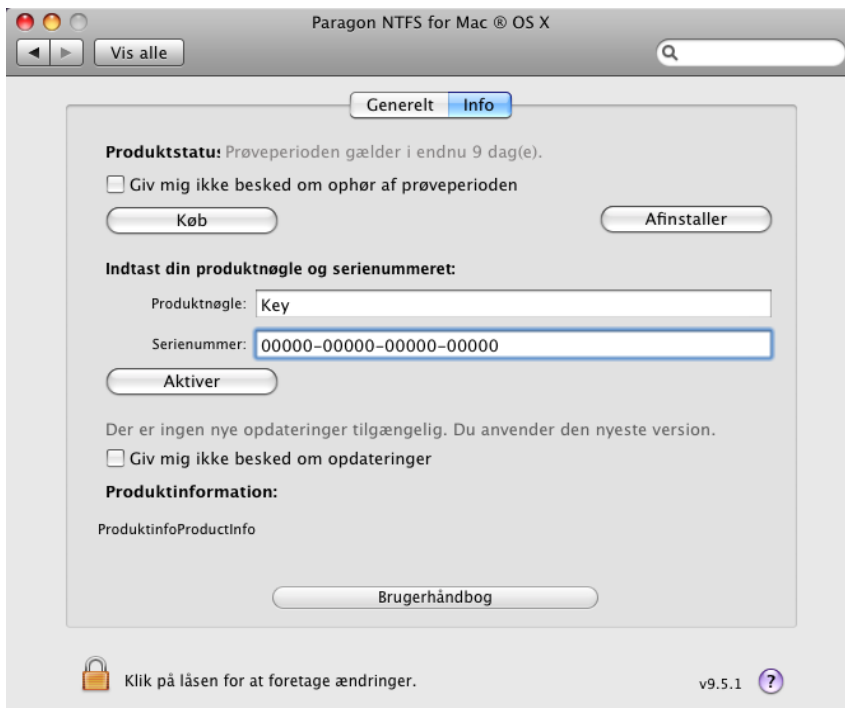 Paragon NTFS for Mac ® OS X
Vis alle
Generelt Info
Produktstatu: Prøveperioden gælder i endnu 9 dag(e).
Giv mig ikke besked om ophør af prøveperioden
Køb Afinstaller
Indtast din produktnøgle og serienummeret:
Produktnøgle: Key
Serienummer: 00000-00000-00000-00000
Aktiver
Der er ingen nye opdateringer tilgængelig. Du anvender den nyeste version.
Giv mig ikke besked om opdateringer
Produktinformation:
ProduktinfoProductInfo
Brugerhåndbog
Klik på låsen for at foretage ændringer. v9.5.1 ?